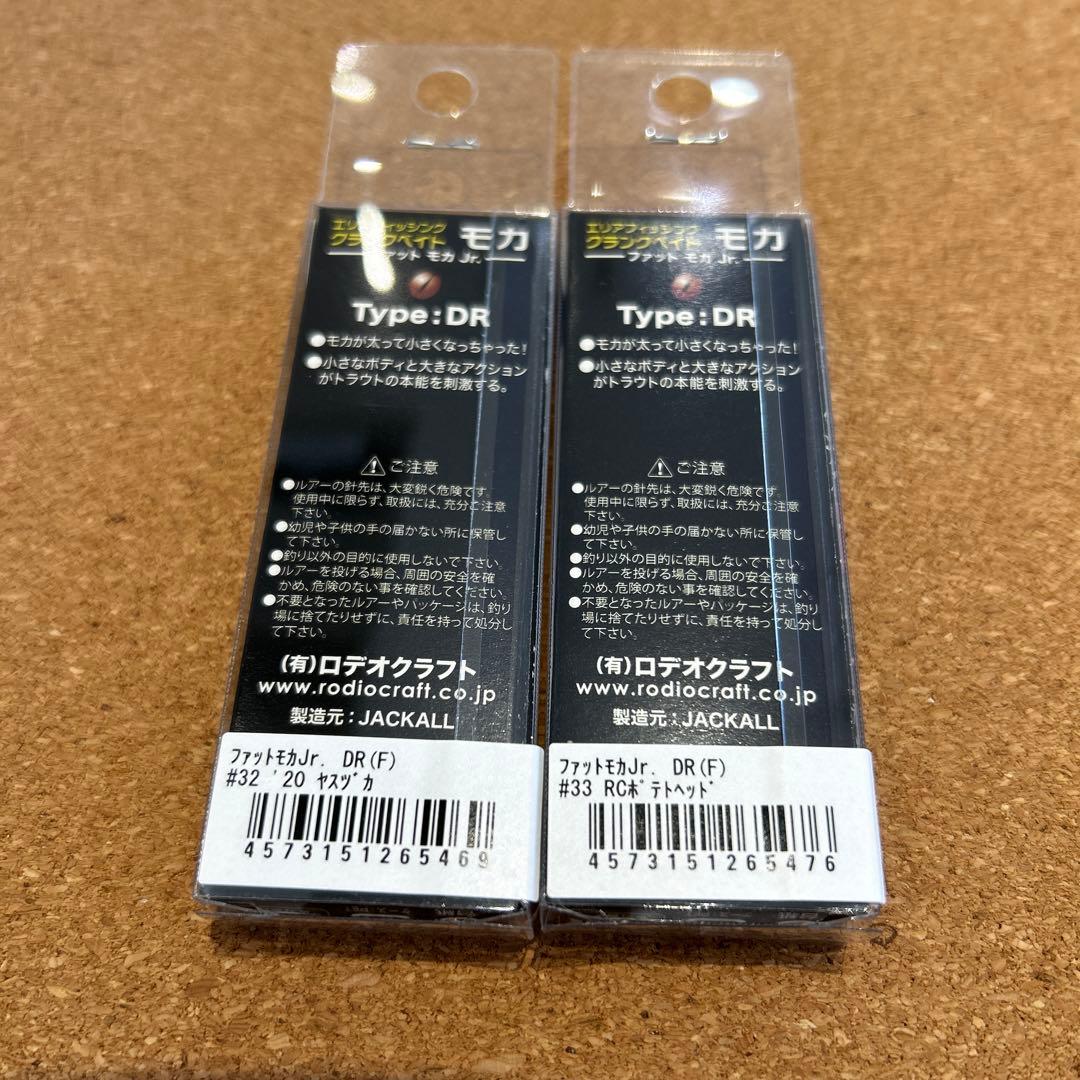 エリアフィッシング
クランクベイト モカ
ファット モカ Jr.
Type:DR
●モカが太って小さくなっちゃった!
●小さなボディと大きなアクション
がトラウトの本能を刺激する。
⚠ご注意
●ルアーの針先は、大変鋭く危険です。
使用中に限らず、取扱には、充分ご注意
下さい。
●幼児や子供の手の届かない所に保管し
て下さい。
●釣り以外の目的に使用しないで下さい。
●ルアーを投げる場合、周囲の安全を確
かめ、危険のない事を確認してください。
●不要となったルアーやパッケージは、釣り
場に捨てたりせずに、責任を持って処分し
て下さい。
(有)ロデオクラフト
www.rodiocraft.co.jp
製造元:JACKALL
ファットモカJr. DR(F)
#32 '20 ヤスヅカ
4573151265469
エリアフィッシング
クランクベイト モカ
ファット モカ Jr.
Type:DR
●モカが太って小さくなっちゃった!
●小さなボディと大きなアクション
がトラウトの本能を刺激する。
⚠ご注意
●ルアーの針先は、大変鋭く危険です。
使用中に限らず、取扱には、充分ご注意
下さい。
●幼児や子供の手の届かない所に保管し
て下さい。
●釣り以外の目的に使用しないで下さい。
●ルアーを投げる場合、周囲の安全を確
かめ、危険のない事を確認してください。
●不要となったルアーやパッケージは、釣り
場に捨てたりせずに、責任を持って処分し
て下さい。
(有)ロデオクラフト
www.rodiocraft.co.jp
製造元:JACKALL
ファットモカJr. DR(F)
#33 RCポテトヘッド
4573151265476